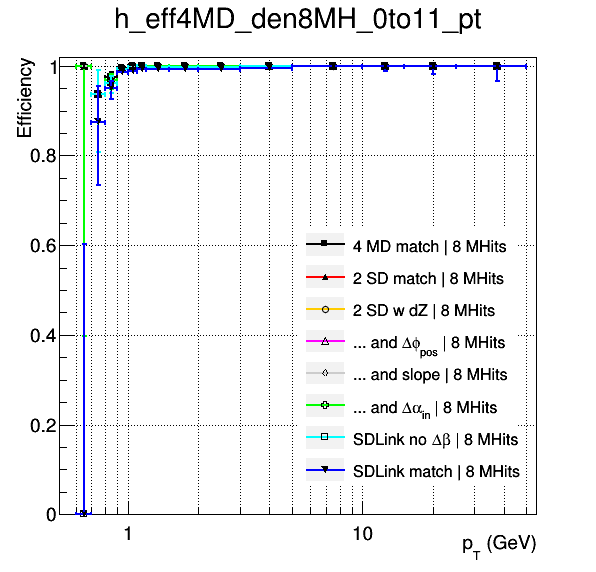 h_eff4MD_den8MH_0to11_pt
Efficiency
1
0.8
0.6
0.4
0.2
0
4 MD match | 8 MHits
2 SD match | 8 MHits
2 SD w dZ | 8 MHits
... and Δϕpos | 8 MHits
... and slope | 8 MHits
... and Δαin | 8 MHits
SDLink no Δβ | 8 MHits
SDLink match | 8 MHits
1 10
pT (GeV)